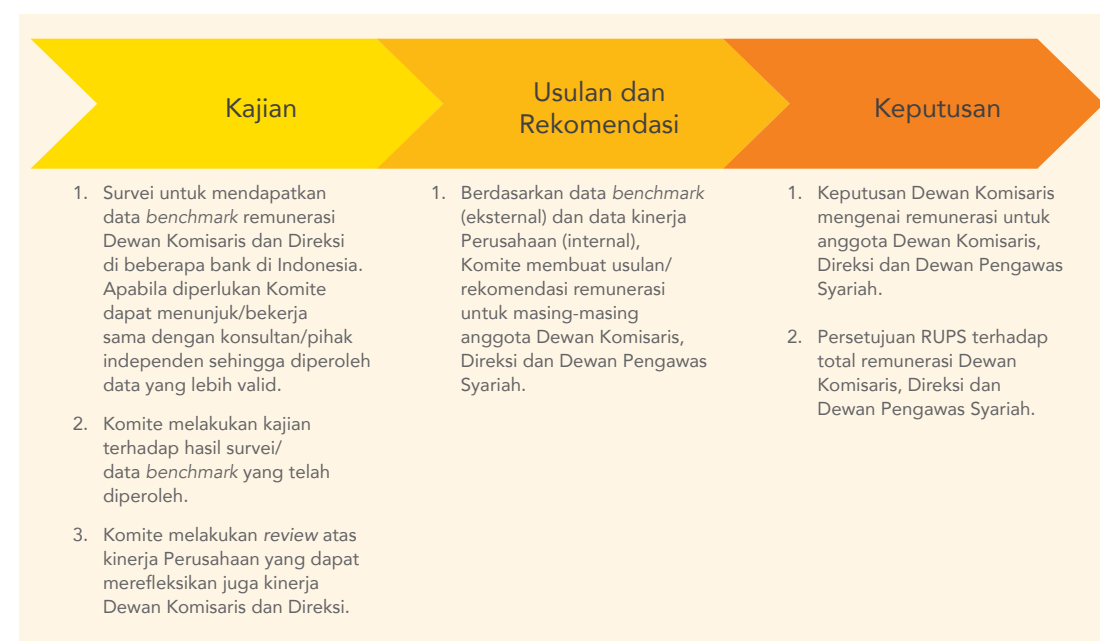 Kajian
Usulan dan
Rekomendasi
Keputusan
1. Survei untuk mendapatkan
data benchmark remunerasi
Dewan Komisaris dan Direksi
di beberapa bank di Indonesia.
Apabila diperlukan Komite
dapat menunjuk/bekerja
sama dengan konsultan/pihak
independen sehingga diperoleh
data yang lebih valid.
2. Komite melakukan kajian
terhadap hasil survei/
data benchmark yang telah
diperoleh.
3. Komite melakukan review atas
kinerja Perusahaan yang dapat
merefleksikan juga kinerja
Dewan Komisaris dan Direksi.
1. Berdasarkan data benchmark
(eksternal) dan data kinerja
Perusahaan (internal),
Komite membuat usulan/
rekomendasi remunerasi
untuk masing-masing
anggota Dewan Komisaris,
Direksi dan Dewan Pengawas
Syariah.
1. Keputusan Dewan Komisaris
mengenai remunerasi untuk
anggota Dewan Komisaris,
Direksi dan Dewan Pengawas
Syariah.
2. Persetujuan RUPS terhadap
total remunerasi Dewan
Komisaris, Direksi dan
Dewan Pengawas Syariah.